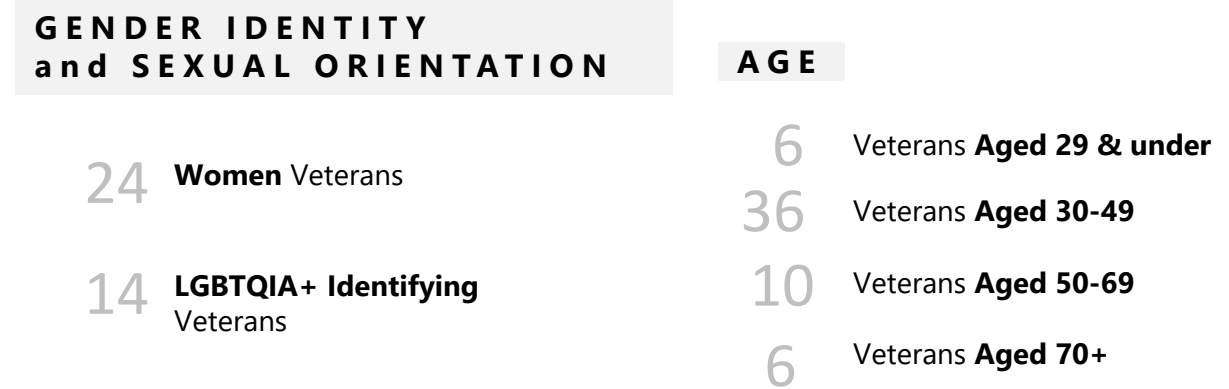 GENDER IDENTITY
and SEXUAL ORIENTATION
24 Women Veterans
14 LGBTQIA+ Identifying
Veterans
AGE
6 Veterans Aged 29 & under
36 Veterans Aged 30-49
10 Veterans Aged 50-69
6 Veterans Aged 70+